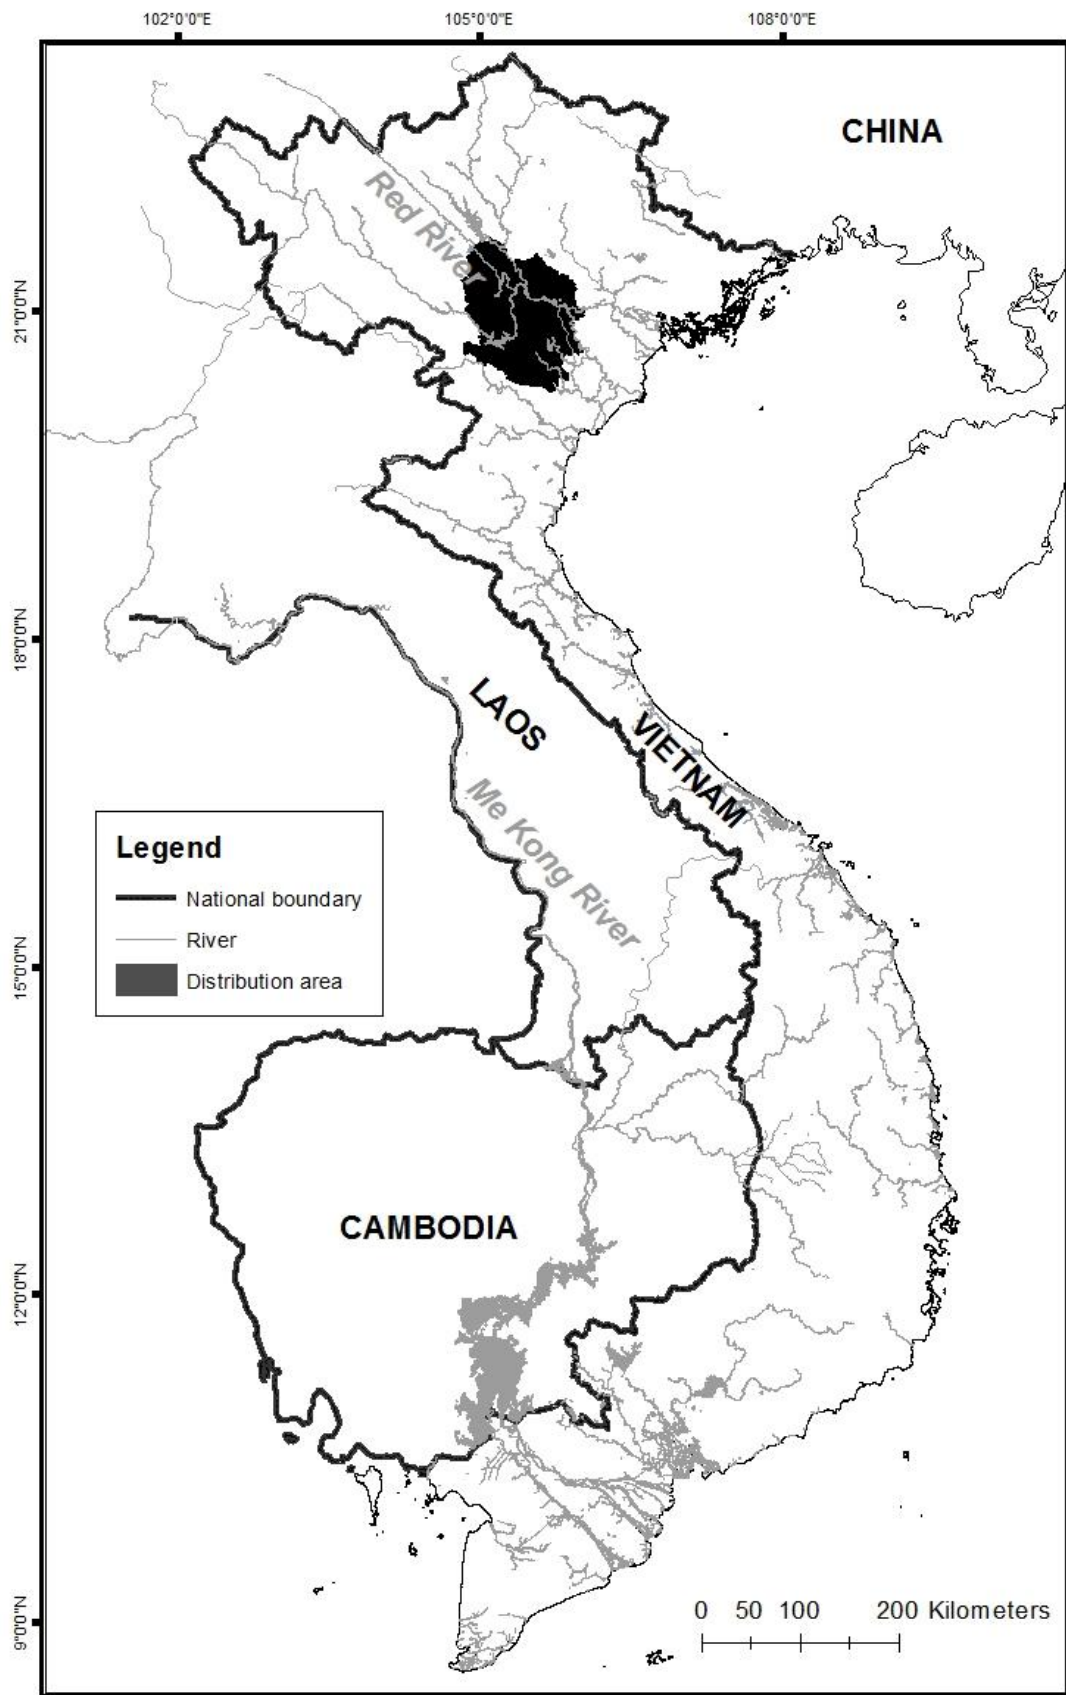 102°0'0"E
105°0'0"E
108°0'0"E
CHINA
Red River
21°0'0"N
18°0'0"N
LAOS
VIETNAM
Me Kong River
Legend
National boundary
River
Distribution area
15°0'0"N
CAMBODIA
12°0'0"N
9°0'0"N
0 50 100 200 Kilometers